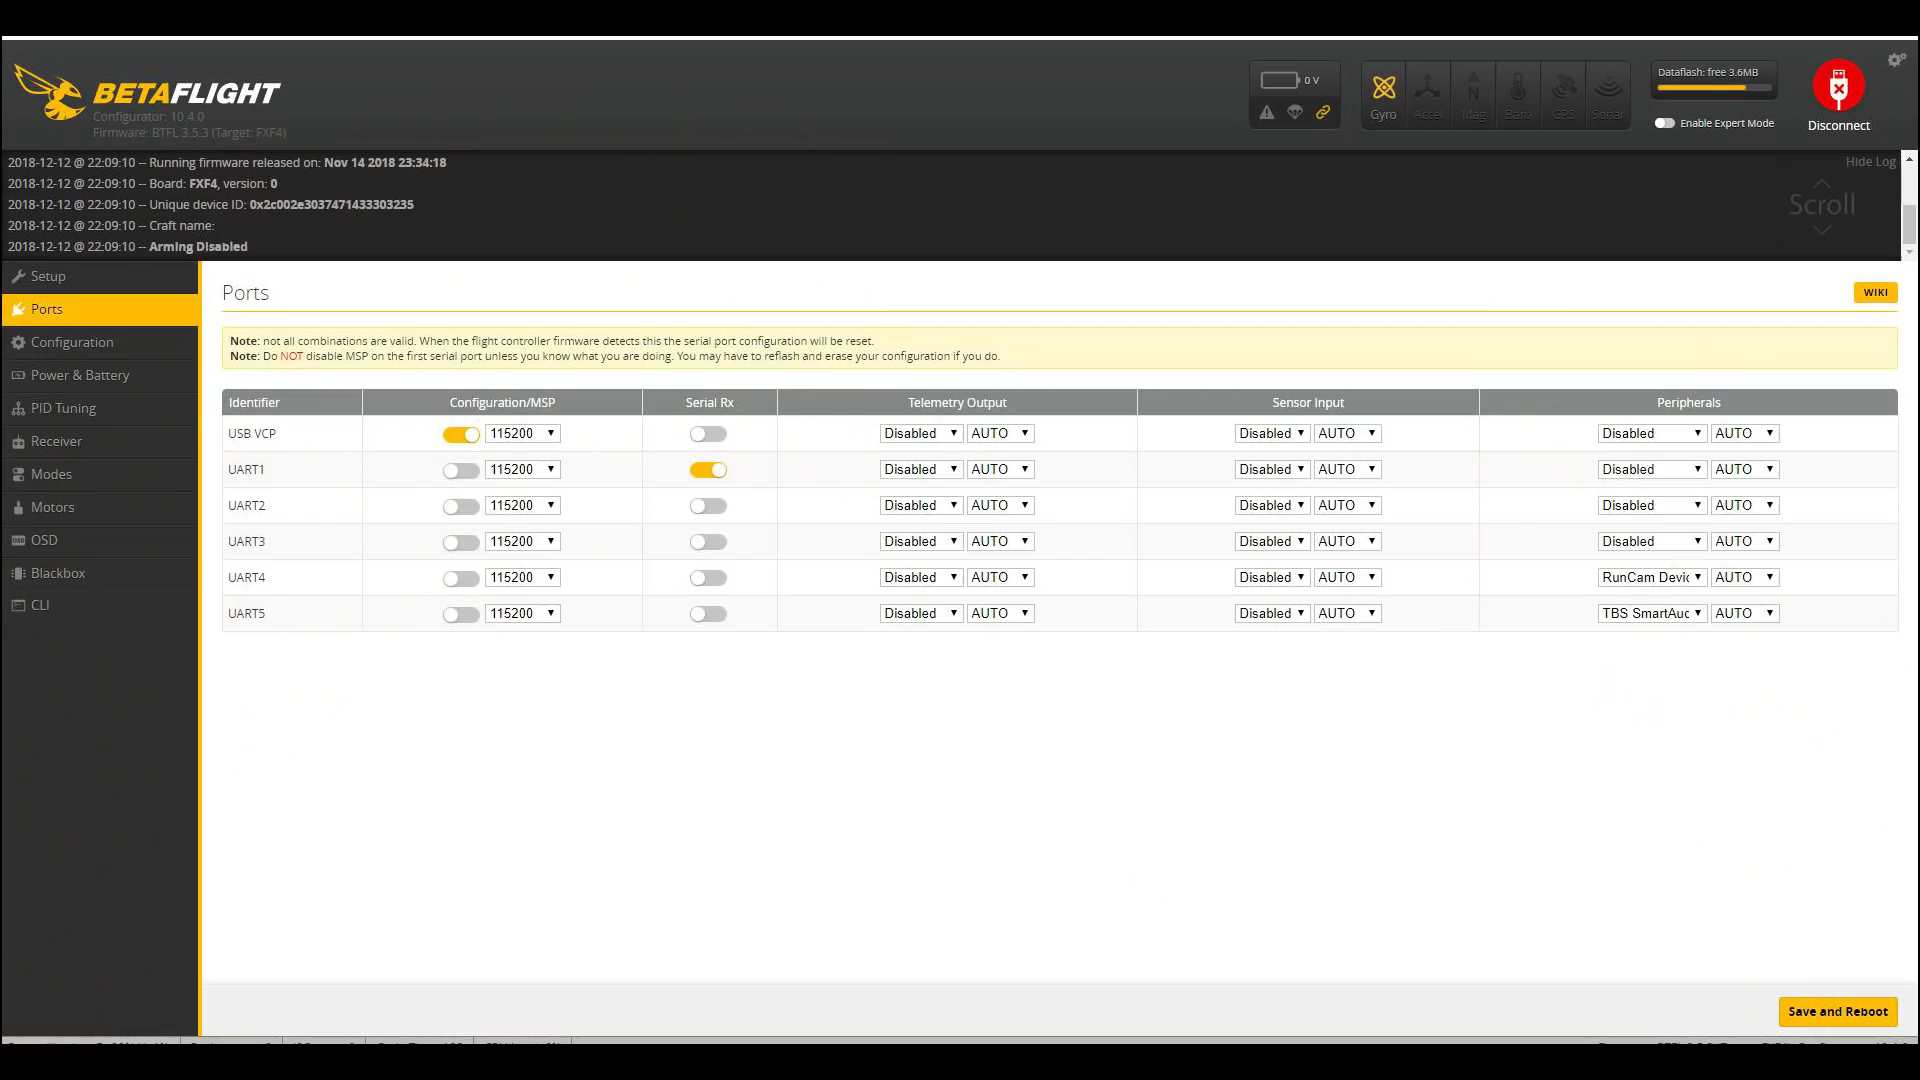 BETAFLIGHT
Configurator: 10.4.0
Firmware: BTFL 3.5.3 (Target: FXF4)
0 V
Gyro
Accel
Mag
Baro
GPS
Sonar
Dataflash: free 3.6MB
Enable Expert Mode
Disconnect
2018-12-12 @ 22:09:10 -- Running firmware released on: Nov 14 2018 23:34:18
2018-12-12 @ 22:09:10 -- Board: FXF4, version: 0
2018-12-12 @ 22:09:10 -- Unique device ID: 0x2c002e3037471433303235
2018-12-12 @ 22:09:10 -- Craft name:
2018-12-12 @ 22:09:10 -- Arming Disabled
Hide Log
Scroll
Setup
Ports
Configuration
Power & Battery
PID Tuning
Receiver
Modes
Motors
OSD
Blackbox
CLI
Ports
WIKI
Note: not all combinations are valid. When the flight controller firmware detects this the serial port configuration will be reset.
Note: Do NOT disable MSP on the first serial port unless you know what you are doing. You may have to reflash and erase your configuration if you do.
Identifier Configuration/MSP Serial Rx Telemetry Output Sensor Input Peripherals
USB VCP 115200 Disabled AUTO Disabled AUTO Disabled AUTO
UART1 115200 Disabled AUTO Disabled AUTO Disabled AUTO
UART2 115200 Disabled AUTO Disabled AUTO Disabled AUTO
UART3 115200 Disabled AUTO Disabled AUTO Disabled AUTO
UART4 115200 Disabled AUTO Disabled AUTO RunCam Devic AUTO
UART5 115200 Disabled AUTO Disabled AUTO TBS SmartAuc AUTO
Save and Reboot